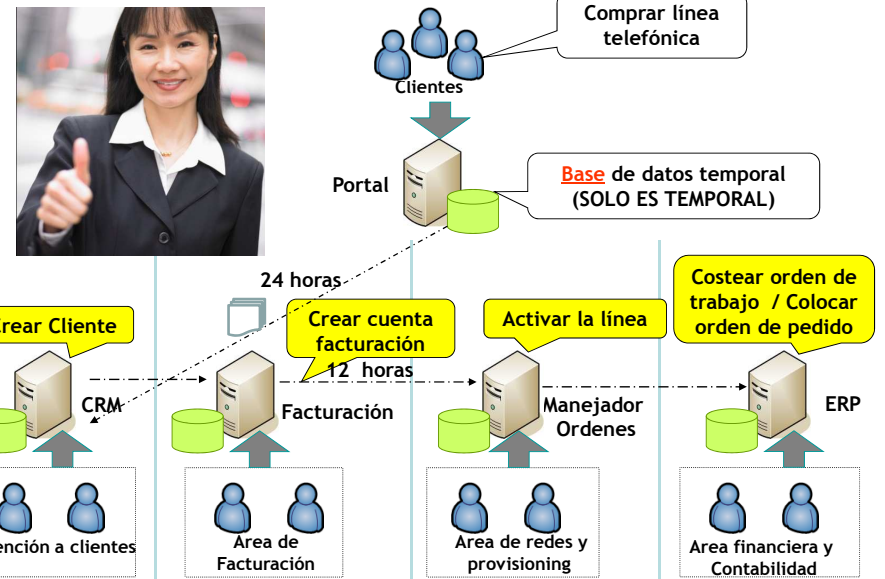 Comprar línea
telefónica
Clientes
Portal
Base de datos temporal
(SOLO ES TEMPORAL)
24 horas
Crear Cliente
Crear cuenta
facturación
12 horas
Activar la línea
Costear orden de
trabajo / Colocar
orden de pedido
CRM
Facturación
Manejador
Ordenes
ERP
ención a clientes
Area de
Facturación
Area de redes y
provisioning
Area financiera y
Contabilidad